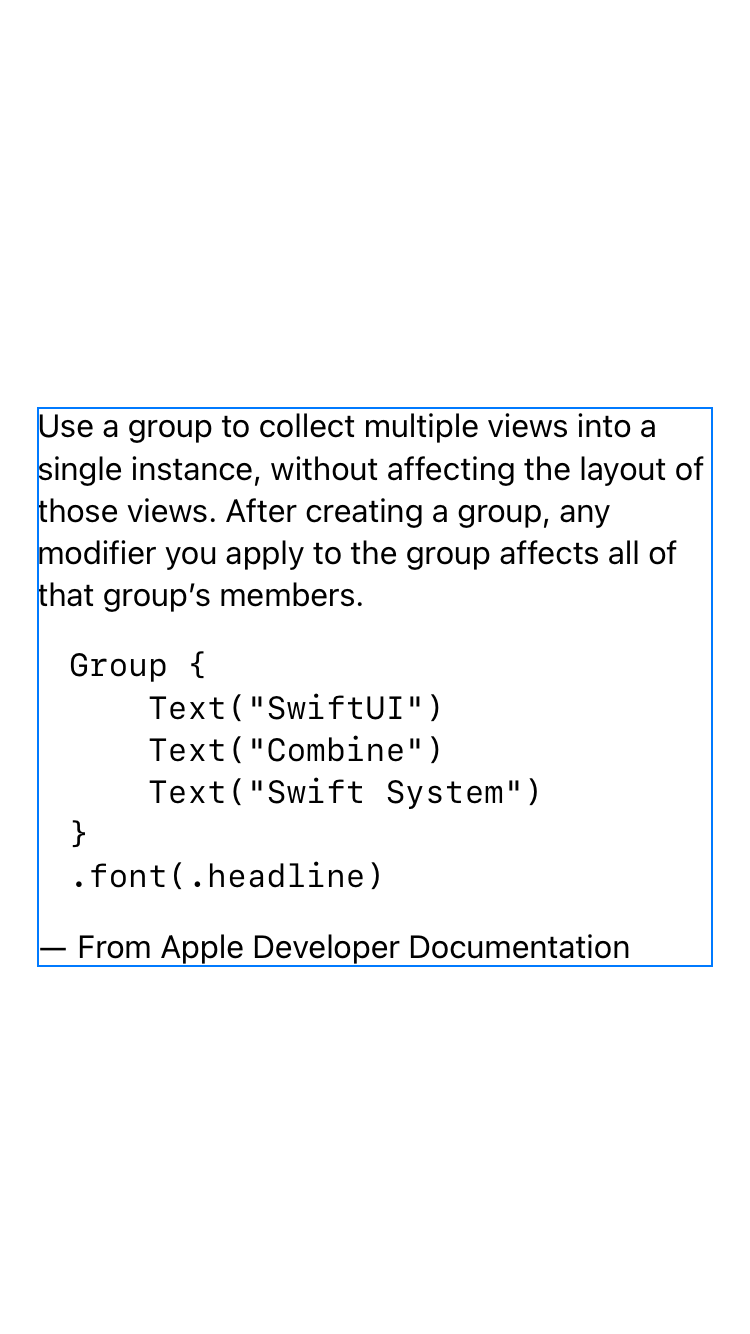 Use a group to collect multiple views into a
single instance, without affecting the layout of
those views. After creating a group, any
modifier you apply to the group affects all of
that group’s members.
Group {
    Text("SwiftUI")
    Text("Combine")
    Text("Swift System")
}
.font(.headline)
— From Apple Developer Documentation